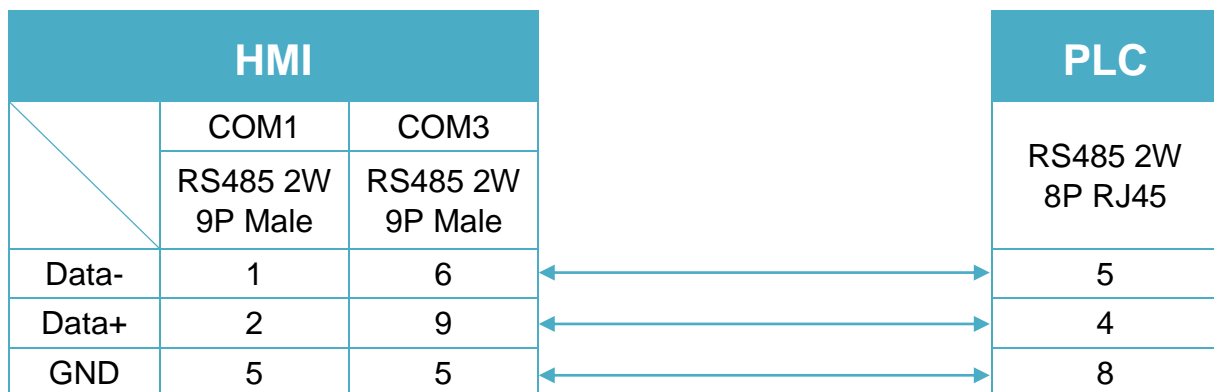 HMI
PLC
COM1
COM3
RS485 2W
9P Male
RS485 2W
9P Male
RS485 2W
8P RJ45
Data-
1
6
5
Data+
2
9
4
GND
5
5
8